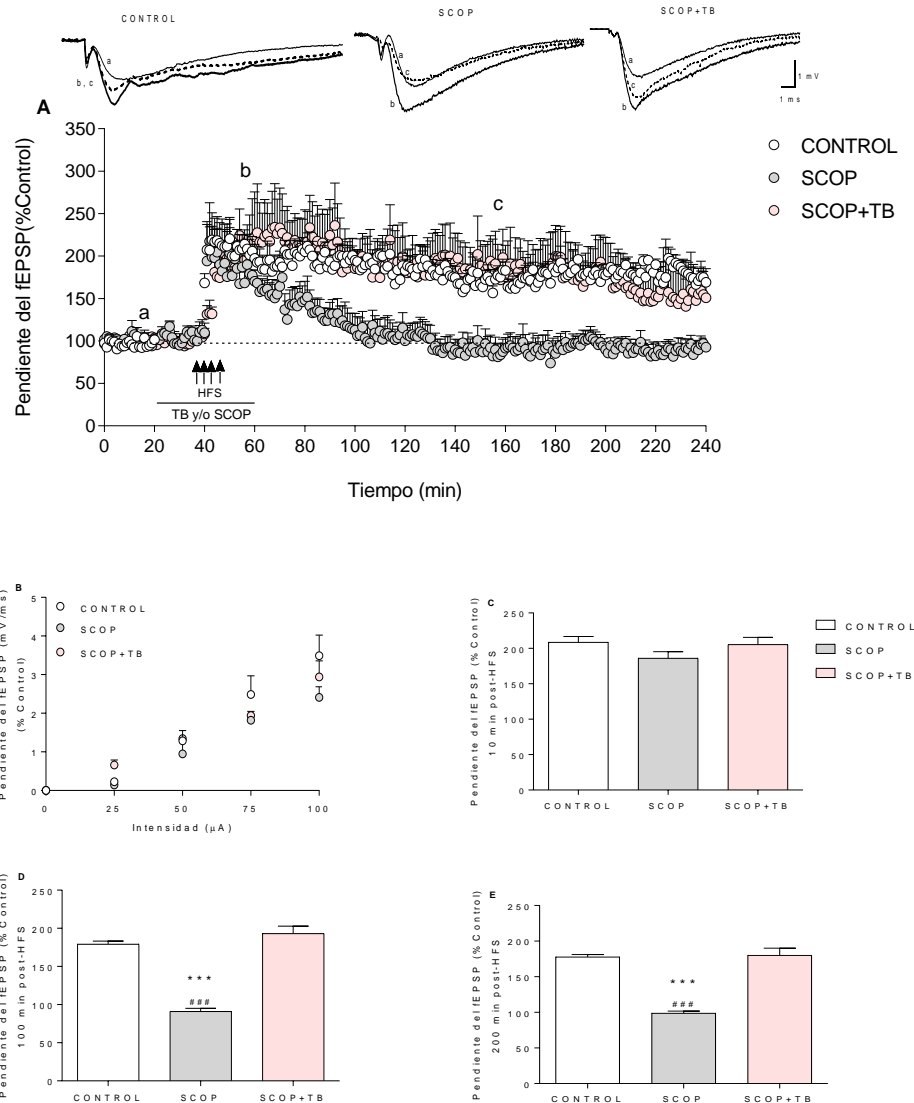 CONTROL
SCOP
SCOP+TB
a
b, c
a
c
b
a
c
b
1 mV
1 ms
A
Pendiente del fEPSP(%Control)
350
300
250
200
150
100
50
0
a
b
c
HFS
TB y/o SCOP
0 20 40 60 80 100 120 140 160 180 200 220 240
Tiempo (min)
CONTROL
SCOP
SCOP+TB
B
Pendiente del fEPSP (mV/ms)
(% Control)
5
4
3
2
1
0
CONTROL
SCOP
SCOP+TB
0 25 50 75 100
Intensidad (µA)
C
Pendiente del fEPSP (% Control)
10 min post-HFS
250
200
150
100
50
0
CONTROL SCOP SCOP+TB
CONTROL
SCOP
SCOP+TB
D
Pendiente del fEPSP (% Control)
100 min post-HFS
250
200
150
100
50
0
***
###
CONTROL SCOP SCOP+TB
E
Pendiente del fEPSP (% Control)
200 min post-HFS
250
200
150
100
50
0
***
###
CONTROL SCOP SCOP+TB